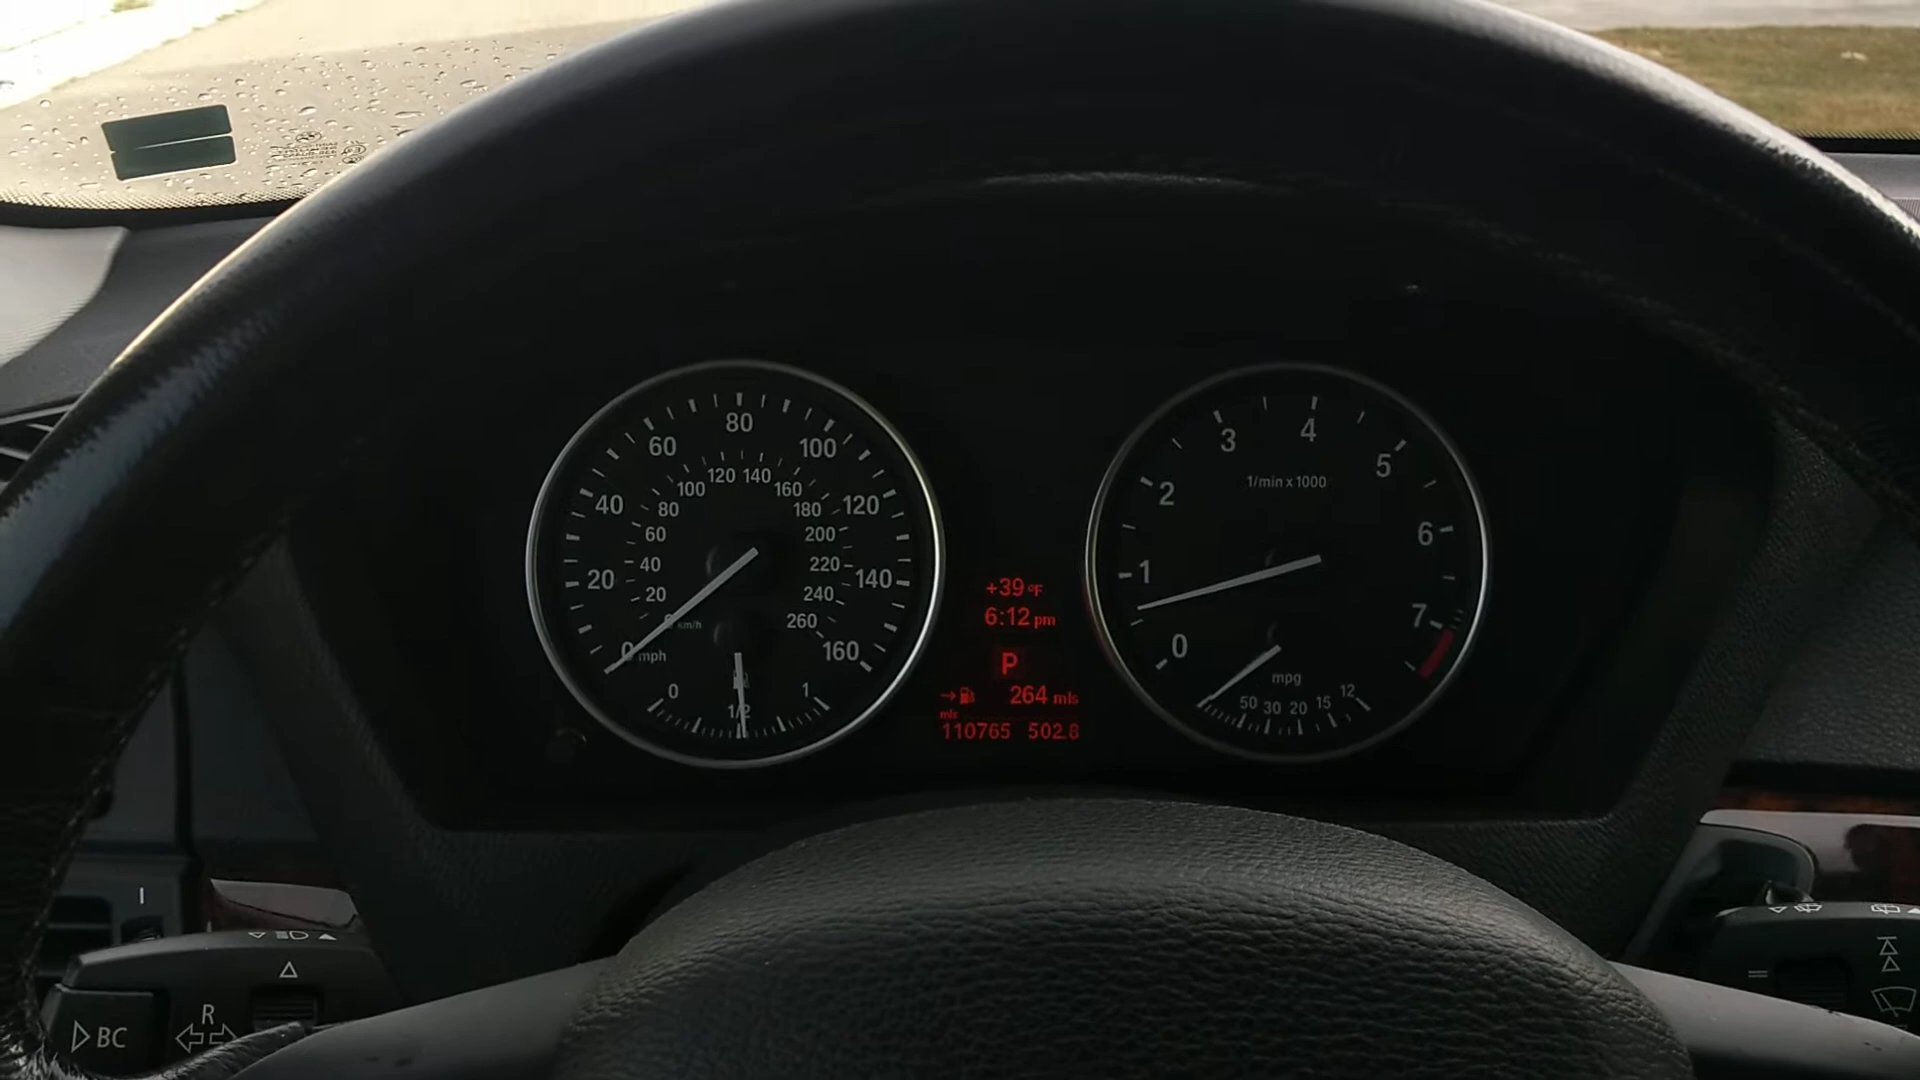 80
60 100
120 140
100 160
40 80 180 120
60 200
40 220
20 140
20 240
0 km/h 260
0 mph 160
0 1
1/2
+39 °F
6:12 pm
P
264 mls
mls
110765 502.8
4
3 5
1/min x 1000
2
6
1
7
0
mpg
50 30 20 15 12
I
R
BC